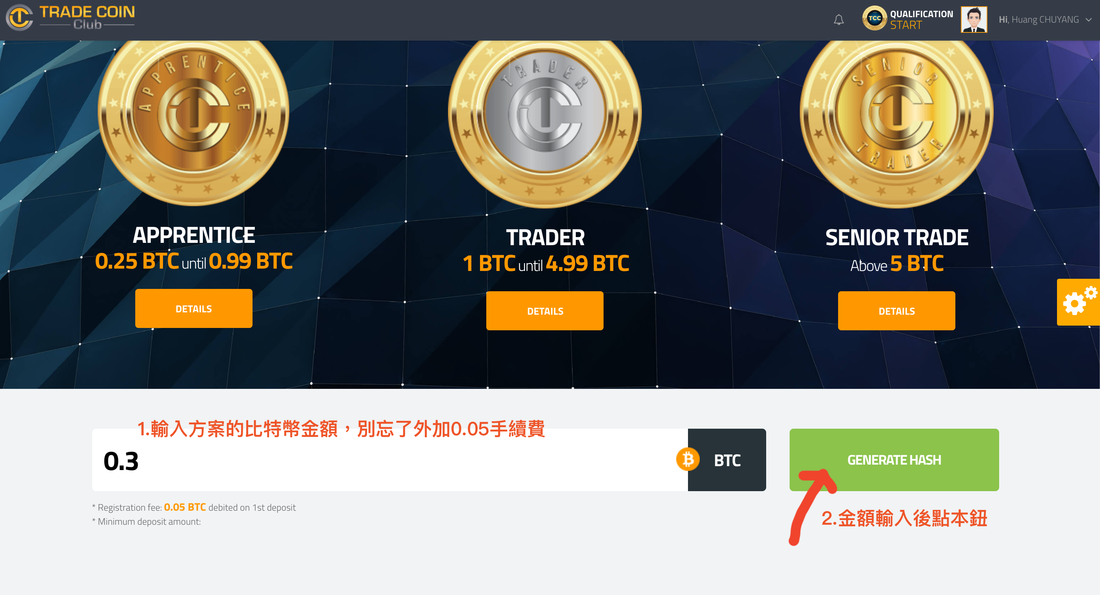 TRADE COIN
Club
TCC
QUALIFICATION
START
Hi, Huang CHUYANG
APPRENTICE
TRADER
SENIOR
TRADER
APPRENTICE
0.25 BTC until 0.99 BTC
DETAILS
TRADER
1 BTC until 4.99 BTC
DETAILS
SENIOR TRADE
Above 5 BTC
DETAILS
1.輸入方案的比特幣金額，別忘了外加0.05手續費
0.3
BTC
GENERATE HASH
* Registration fee: 0.05 BTC debited on 1st deposit
* Minimum deposit amount:
2.金額輸入後點本鈕